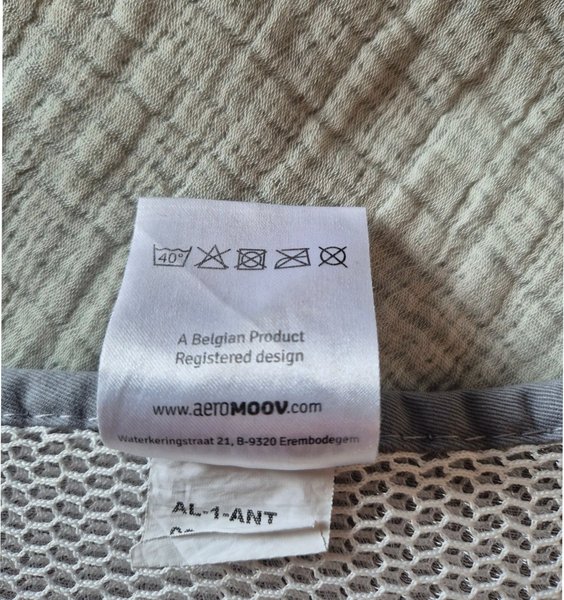 40°
A Belgian Product
Registered design
www.aeroMOOV.com
Waterkeringstraat 21, B-9320 Erembodegem
AL-1-ANT